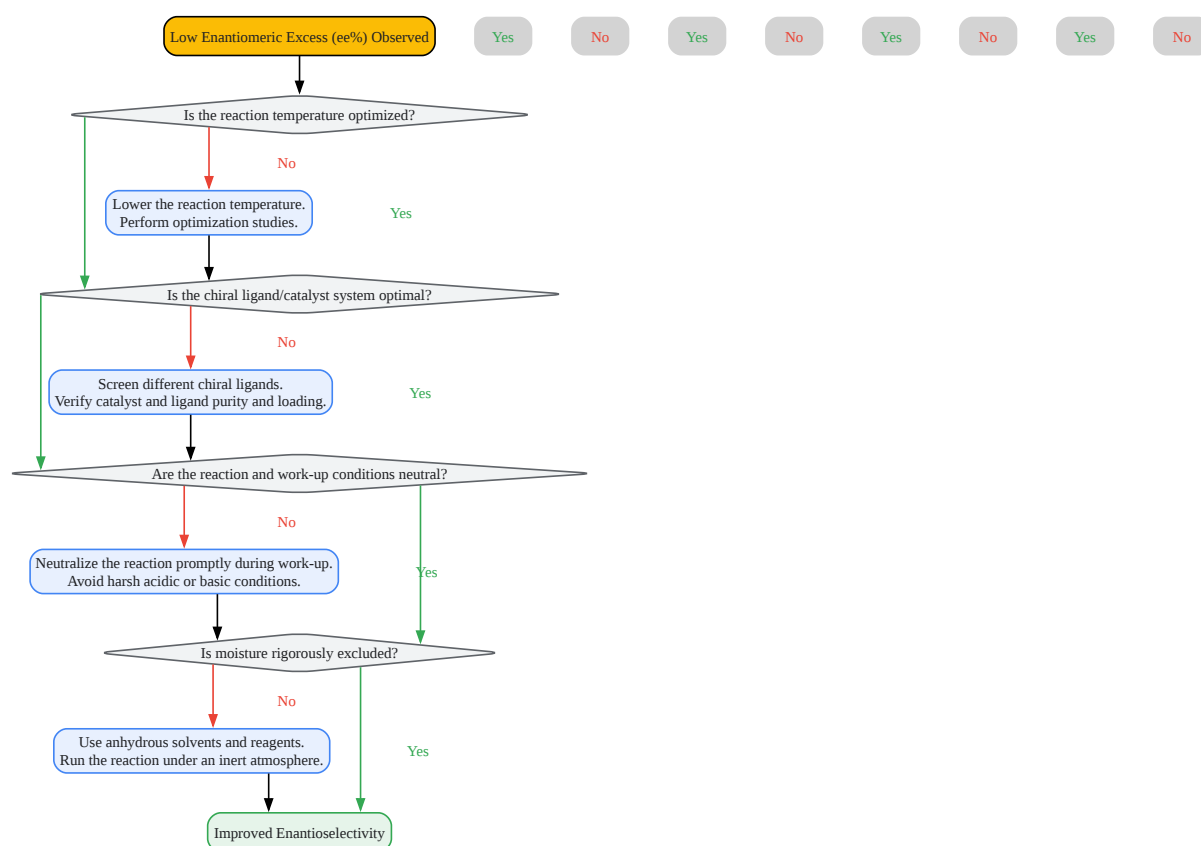 Low Enantiomeric Excess (ee%) Observed
Yes
No
Yes
No
Yes
No
Yes
No
Is the reaction temperature optimized?
No
Lower the reaction temperature.
Perform optimization studies.
Yes
Is the chiral ligand/catalyst system optimal?
No
Screen different chiral ligands.
Verify catalyst and ligand purity and loading.
Yes
Are the reaction and work-up conditions neutral?
No
Neutralize the reaction promptly during work-up.
Avoid harsh acidic or basic conditions.
Yes
Is moisture rigorously excluded?
No
Use anhydrous solvents and reagents.
Run the reaction under an inert atmosphere.
Yes
Improved Enantioselectivity